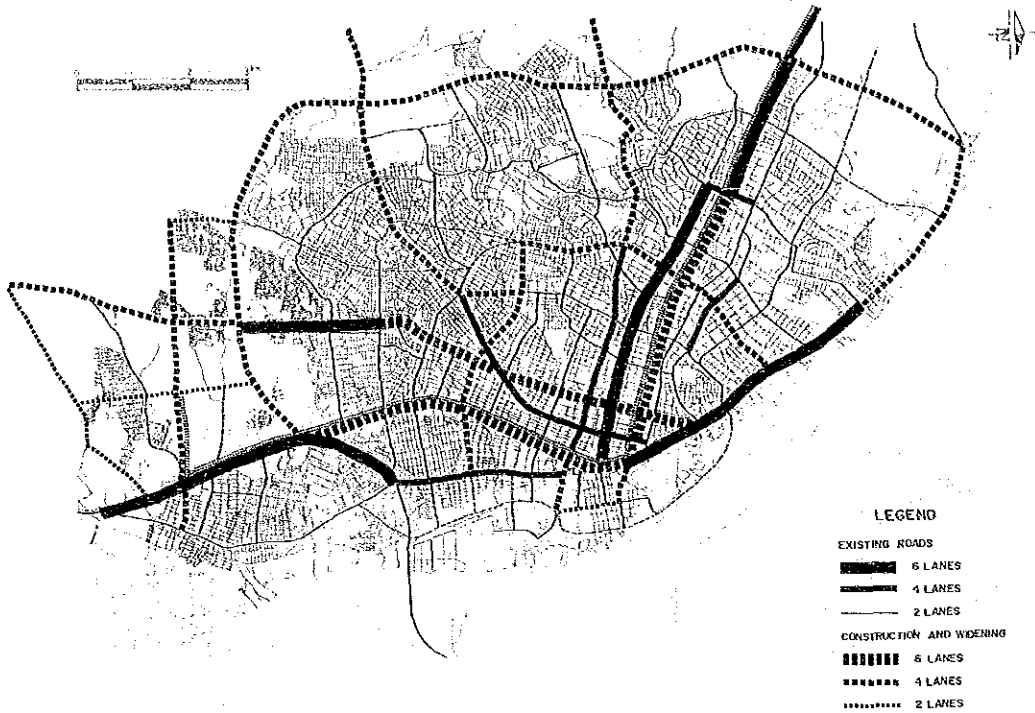 N
LEGEND
EXISTING ROADS
6 LANES
4 LANES
2 LANES
CONSTRUCTION AND WIDENING
6 LANES
4 LANES
2 LANES